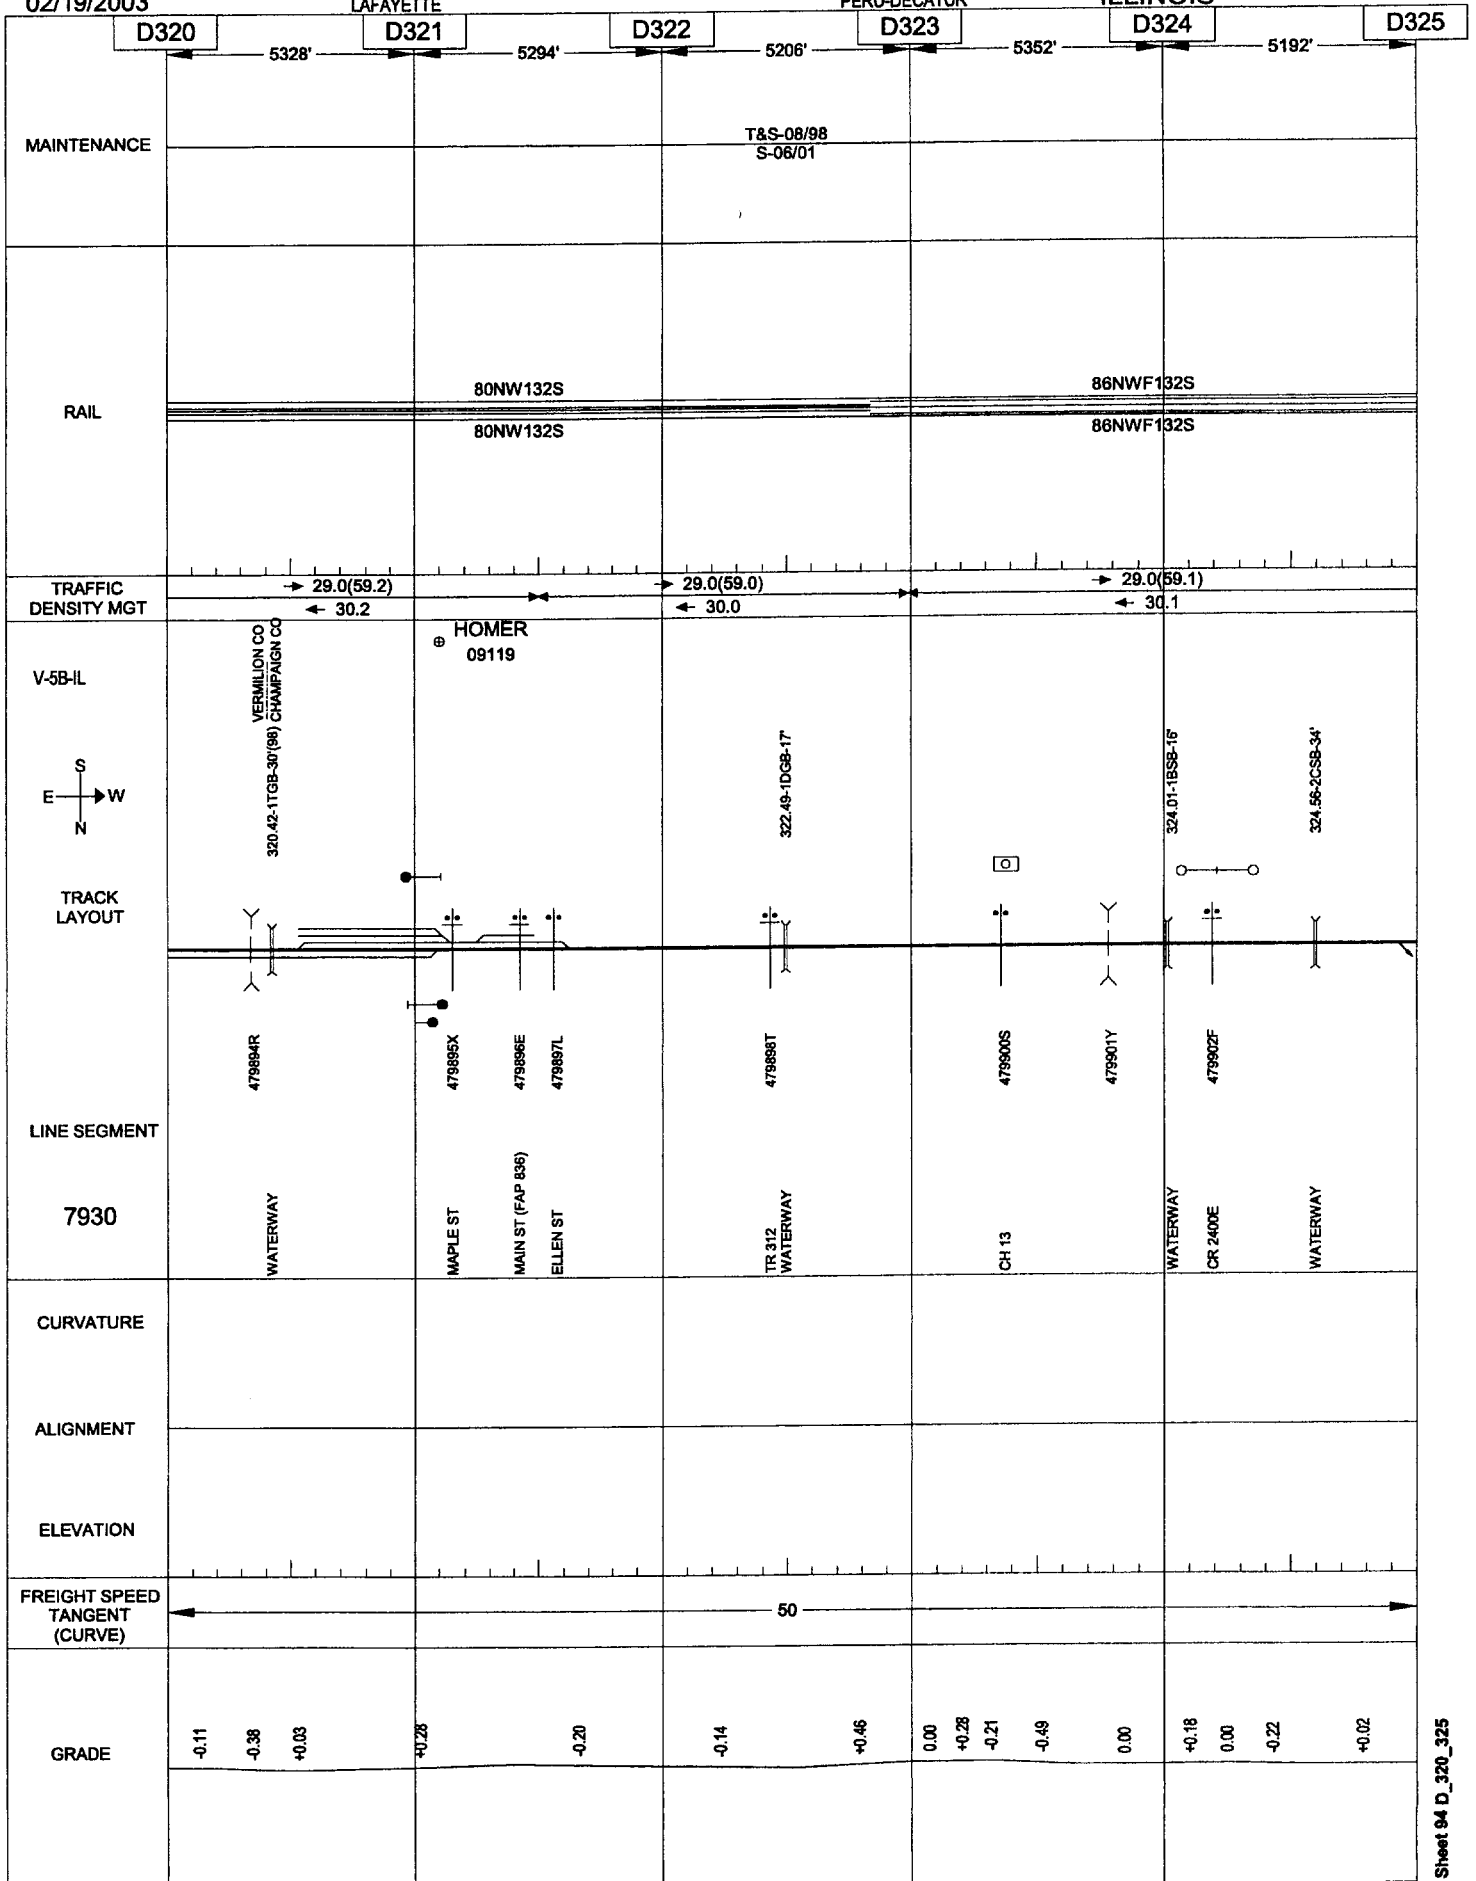 02/19/2003 LAFAYETTE PERU-DECATUR ILLINOIS
D320 D321 D322 D323 D324 D325
5328' 5294' 5206' 5352' 5192'
MAINTENANCE
T&S-08/98
S-06/01
RAIL
80NW132S 86NWF132S
80NW132S 86NWF132S
TRAFFIC
DENSITY MGT
29.0(59.2) 29.0(59.0) 29.0(59.1)
30.2 30.0 30.1
V-5B-IL
VERMILION CO
CHAMPAIGN CO
320.42-1TGB-30'(98)
HOMER
09119
322.49-1DGB-17'
324.01-1BSB-16'
324.56-2CSB-34'
S
E W
N
TRACK
LAYOUT
479894R
479895X
479896E
479897L
479898T
479900S
479901Y
479902F
LINE SEGMENT
7930
WATERWAY
MAPLE ST
MAIN ST (FAP 836)
ELLEN ST
TR 312
WATERWAY
CH 13
WATERWAY
CR 2400E
WATERWAY
CURVATURE
ALIGNMENT
ELEVATION
FREIGHT SPEED
TANGENT
(CURVE)
50
GRADE
-0.11
-0.38
+0.03
+0.28
-0.20
-0.14
+0.46
0.00
+0.28
-0.21
-0.49
0.00
+0.18
0.00
-0.22
+0.02
Sheet 94 D_320_325